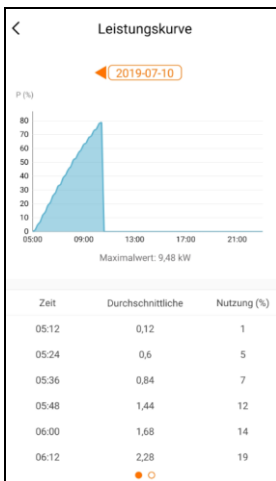 Leistungskurve
2019-07-10
P (%)
80
70
60
50
40
30
20
10
0
05:00 09:00 13:00 17:00 21:00
Maximalwert: 9,48 kW
Zeit Durchschnittliche Nutzung (%)
05:12 0,12 1
05:24 0,6 5
05:36 0,84 7
05:48 1,44 12
06:00 1,68 14
06:12 2,28 19